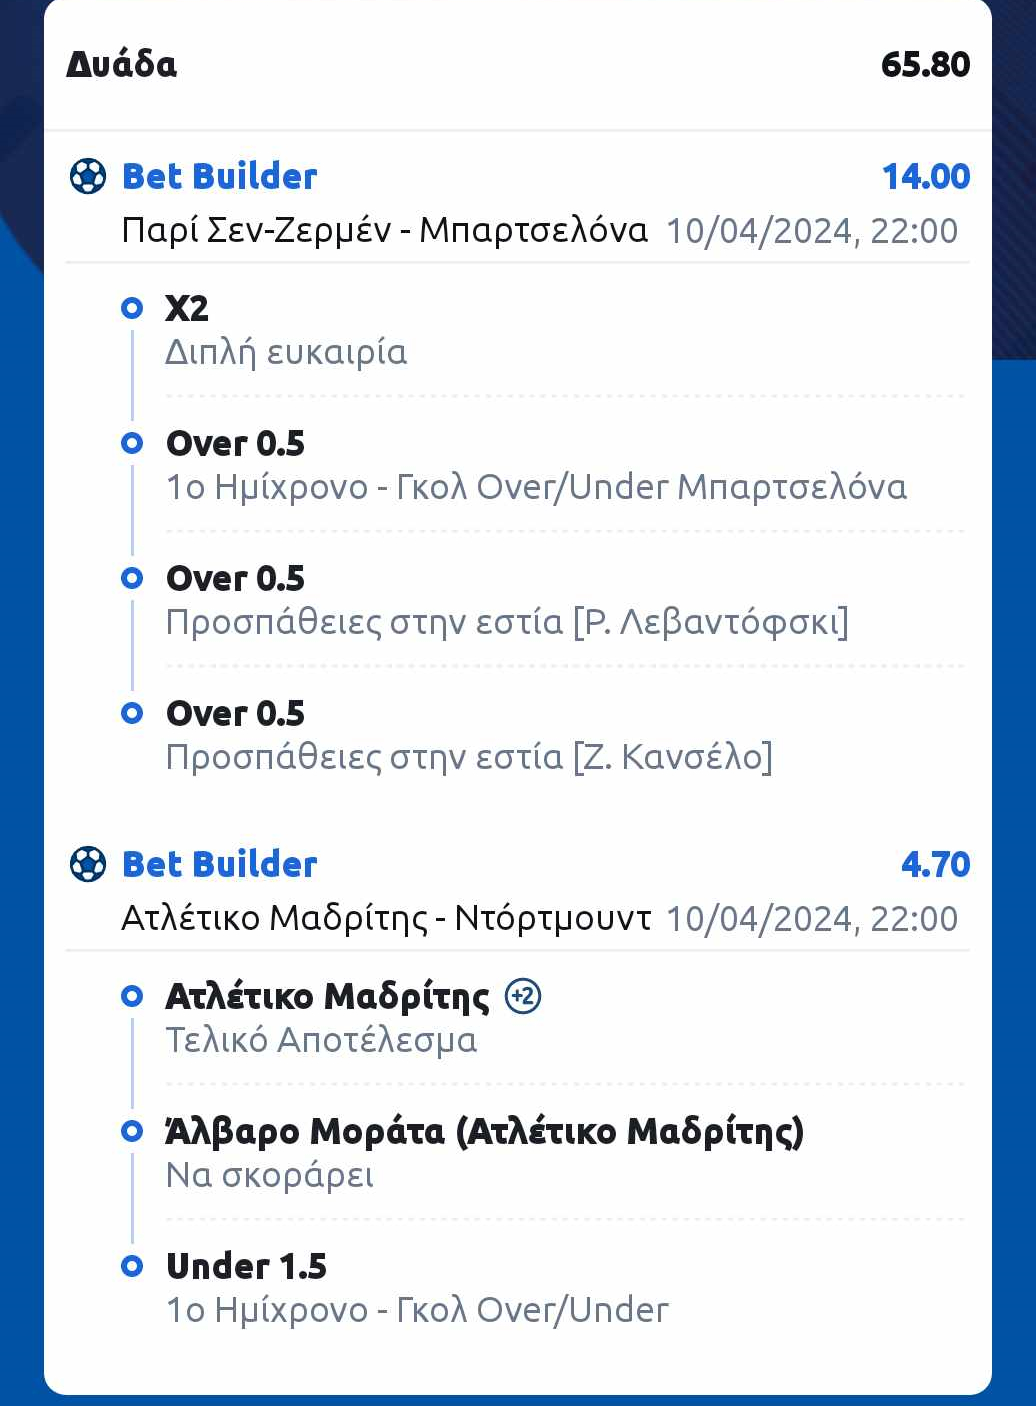 Δυάδα 65.80
Bet Builder 14.00
Παρί Σεν-Ζερμέν - Μπαρτσελόνα 10/04/2024, 22:00
X2
Διπλή ευκαιρία
Over 0.5
1ο Ημίχρονο - Γκολ Over/Under Μπαρτσελόνα
Over 0.5
Προσπάθειες στην εστία [Ρ. Λεβαντόφσκι]
Over 0.5
Προσπάθειες στην εστία [Ζ. Κανσέλο]
Bet Builder 4.70
Ατλέτικο Μαδρίτης - Ντόρτμουντ 10/04/2024, 22:00
Ατλέτικο Μαδρίτης +2
Τελικό Αποτέλεσμα
Άλβαρο Μοράτα (Ατλέτικο Μαδρίτης)
Να σκοράρει
Under 1.5
1ο Ημίχρονο - Γκολ Over/Under